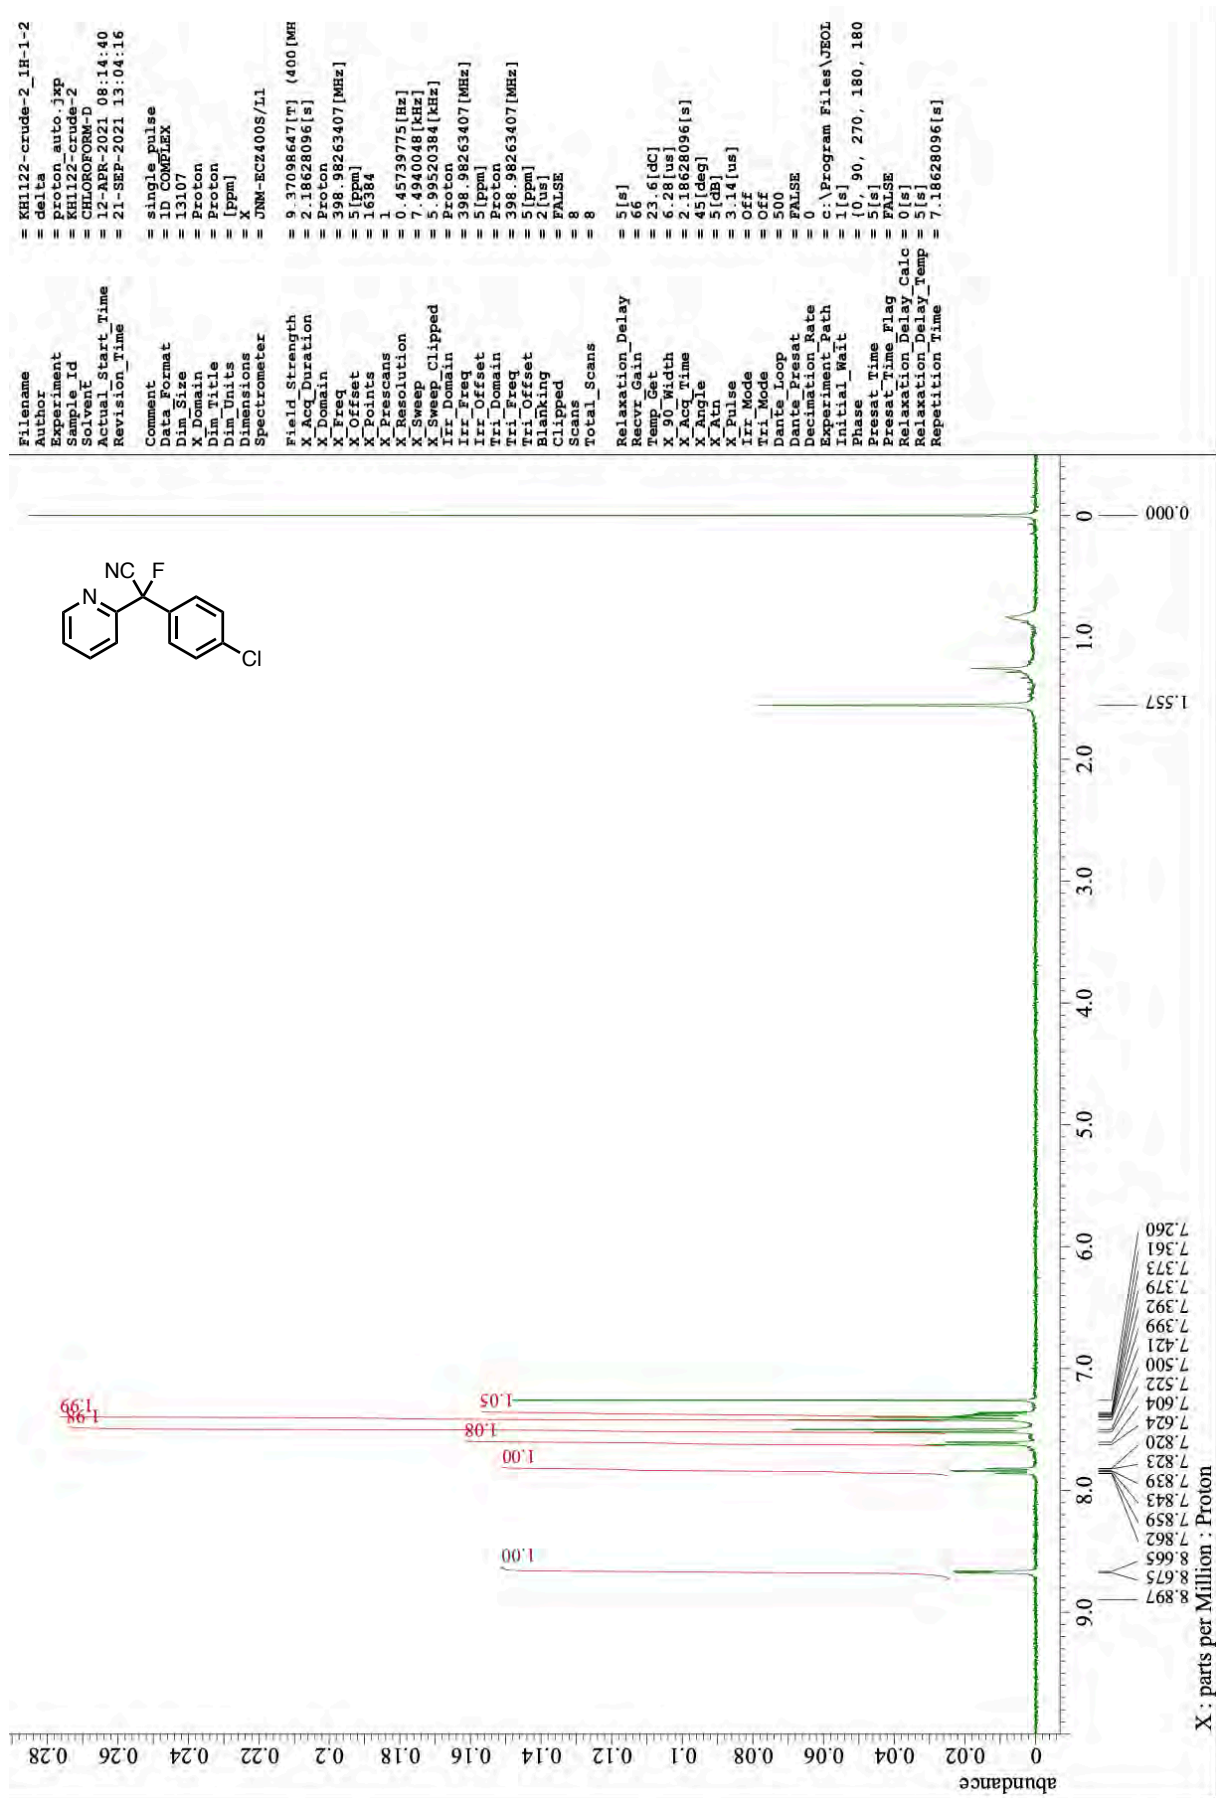 Filename = KH1122-crude-2_1H-1-2
Author = delta
Experiment = proton_auto.jxp
Sample_Id = KH1122-crude-2
Solvent = CHLOROFORM-D
Actual_Start_Time = 12-APR-2021 08:14:40
Revision_Time = 21-SEP-2021 13:04:16
Comment = single_pulse
Data_Format = 1D COMPLEX
Dim_Size = 13107
X_Domain = Proton
Dim_Title = Proton
Dim_Units = [ppm]
Dimensions = X
Spectrometer = JNM-ECZ400S/L1
Field_Strength = 9.37098647[T] (400[MH
X_Acq_Duration = 2.18628096[s]
X_Domain = Proton
X_Freq = 398.98263407[MHz]
X_Offset = 5[ppm]
X_Points = 16384
X_Prescans = 1
X_Resolution = 0.45739775[Hz]
X_Sweep = 7.4940048[kHz]
X_Sweep_Clipped = 5.99520384[kHz]
Irr_Domain = Proton
Irr_Freq = 398.98263407[MHz]
Irr_Offset = 5[ppm]
Tri_Domain = Proton
Tri_Freq = 398.98263407[MHz]
Tri_Offset = 5[ppm]
Blanking = 2[us]
Clipped = FALSE
Scans = 8
Total_Scans = 8
Relaxation_Delay = 5[s]
Recvr_Gain = 66
Temp_Get = 23.6[dC]
X_90_Width = 6.28[us]
X_Acq_Time = 2.18628096[s]
X_Angle = 45[deg]
X_Atn = 5[dB]
X_Pulse = 3.14[us]
Irr_Mode = Off
Tri_Mode = Off
Dante_Loop = 500
Dante_Presat = FALSE
Decimation_Rate = 0
Experiment_Path = c:\Program Files\JEOL
Initial_Wait = 1[s]
Phase = {0, 90, 270, 180, 180
Presat_Time = 5[s]
Presat_Time_Flag = FALSE
Relaxation_Delay_Calc = 0[s]
Relaxation_Delay_Temp = 5[s]
Repetition_Time = 7.18628096[s]
NC F
N
Cl
1.00
1.00
1.08
1.98
1.99
1.05
abundance
0 0.02 0.04 0.06 0.08 0.1 0.12 0.14 0.16 0.18 0.2 0.22 0.24 0.26 0.28
9.0 8.0 7.0 6.0 5.0 4.0 3.0 2.0 1.0 0
8.897
8.675
8.665
7.862
7.859
7.843
7.839
7.823
7.820
7.624
7.604
7.522
7.500
7.421
7.399
7.392
7.379
7.373
7.361
7.260
1.557
0.000
X : parts per Million : Proton